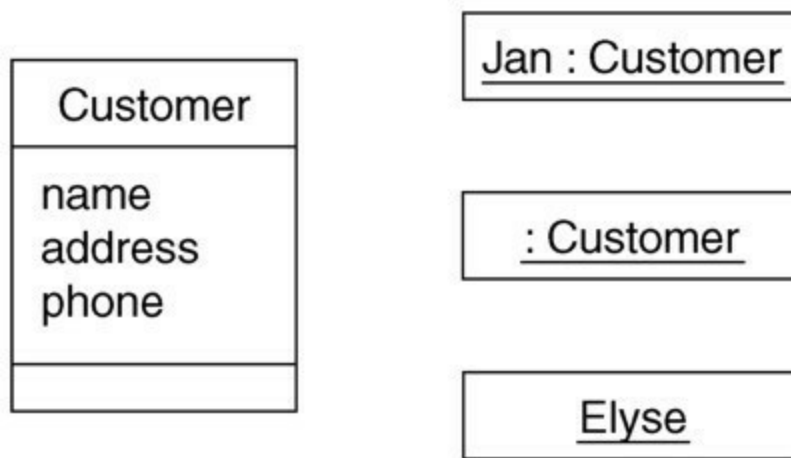 Customer
name
address
phone
Jan : Customer
: Customer
Elyse